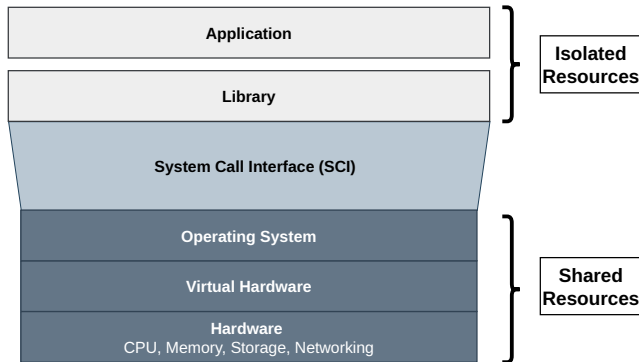 Application
Library
Isolated
Resources
System Call Interface (SCI)
Operating System
Virtual Hardware
Hardware
CPU, Memory, Storage, Networking
Shared
Resources